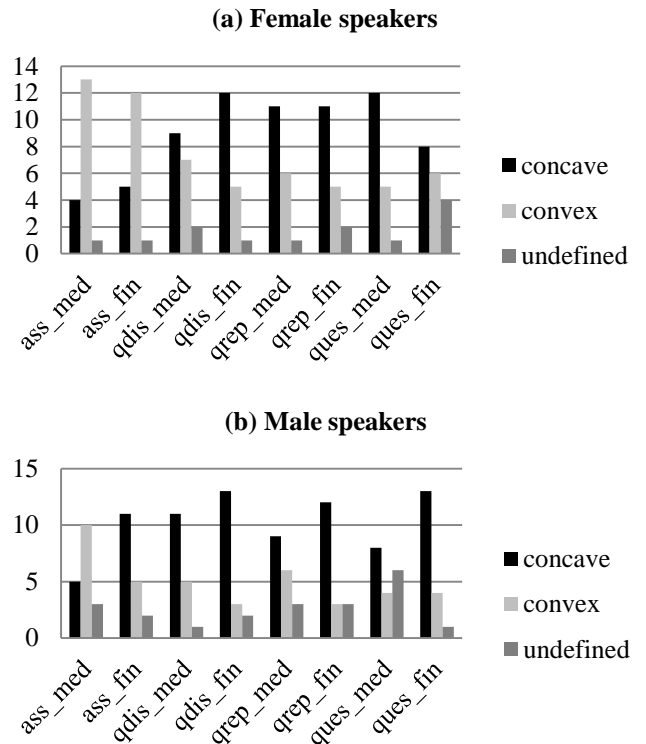 (a) Female speakers
14
12
10
8
6
4
2
0
ass_med
ass_fin
qdis_med
qdis_fin
qrep_med
qrep_fin
ques_med
ques_fin
concave
convex
undefined
(b) Male speakers
15
10
5
0
ass_med
ass_fin
qdis_med
qdis_fin
qrep_med
qrep_fin
ques_med
ques_fin
concave
convex
undefined